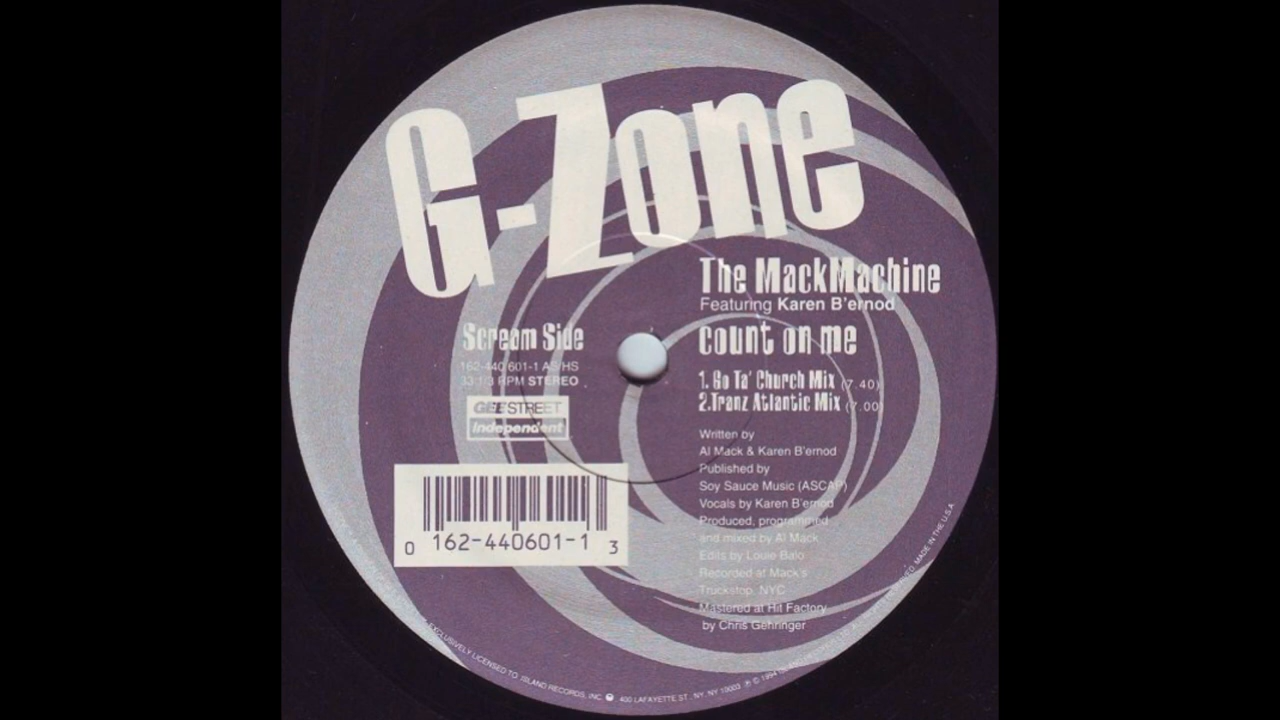 G-Zone
The MackMachine
Featuring Karen B'ernod
Scream Side
162-440 601-1 AS/HS
33 1/3 RPM STEREO
GEE STREET
independent
count on me
1. Go Ta' Church Mix (7.40)
2.Tranz Atlantic Mix (7.00)
Written by
Al Mack & Karen B'ernod
Published by
Soy Sauce Music (ASCAP)
Vocals by Karen B'ernod
Produced, programmed
and mixed by Al Mack
Edits by Louie Balo
Recorded at Mack's
Truckstop, NYC
Mastered at Hit Factory
by Chris Gehringer
0 162-440601-1 3
EXCLUSIVELY LICENSED TO ISLAND RECORDS, INC. 400 LAFAYETTE ST., NY, NY 10003 ℗ © 1994 MADE IN THE U.S.A